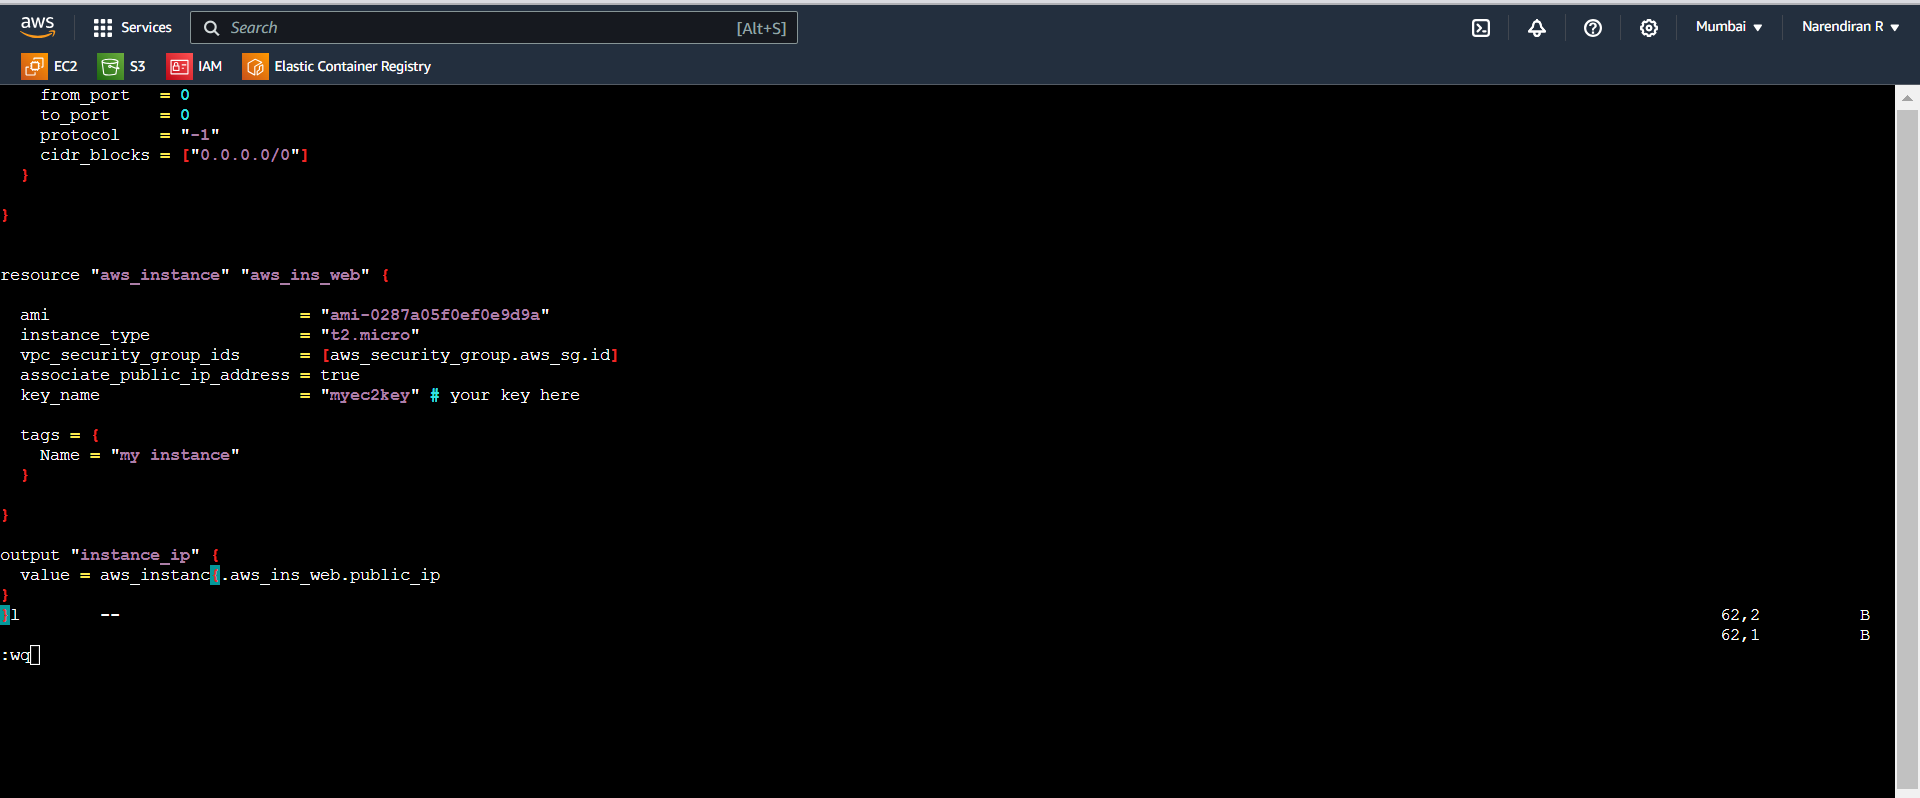 aws Services Search [Alt+S] Mumbai ▼ Narendiran R ▼
EC2 S3 IAM Elastic Container Registry
    from_port   = 0
    to_port     = 0
    protocol    = "-1"
    cidr_blocks = ["0.0.0.0/0"]
  }
}
resource "aws_instance" "aws_ins_web" {
  ami                         = "ami-0287a05f0ef0e9d9a"
  instance_type               = "t2.micro"
  vpc_security_group_ids      = [aws_security_group.aws_sg.id]
  associate_public_ip_address = true
  key_name                    = "myec2key" # your key here
  tags = {
    Name = "my instance"
  }
}
output "instance_ip" {
  value = aws_instanc{.aws_ins_web.public_ip
}
}l        -- 62,2 B
62,1 B
:wq